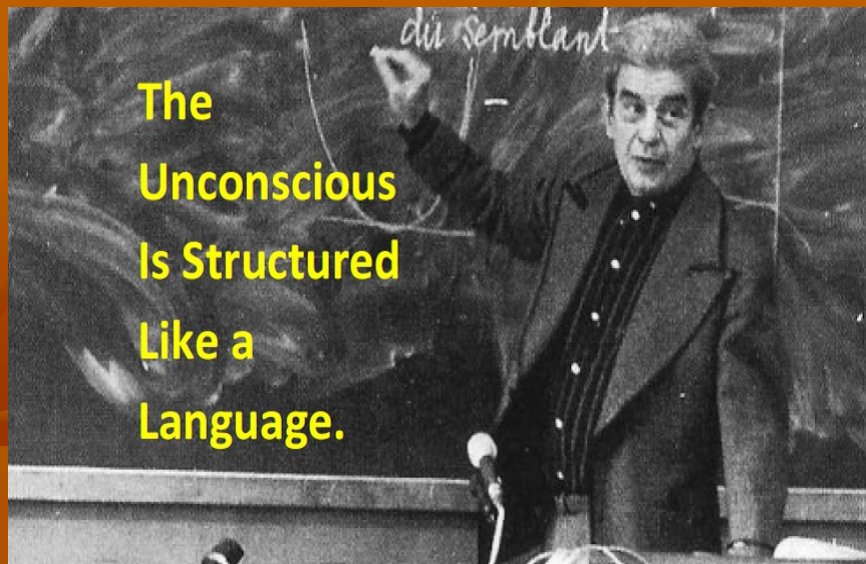 du Semblant
The
Unconscious
Is Structured
Like a
Language.